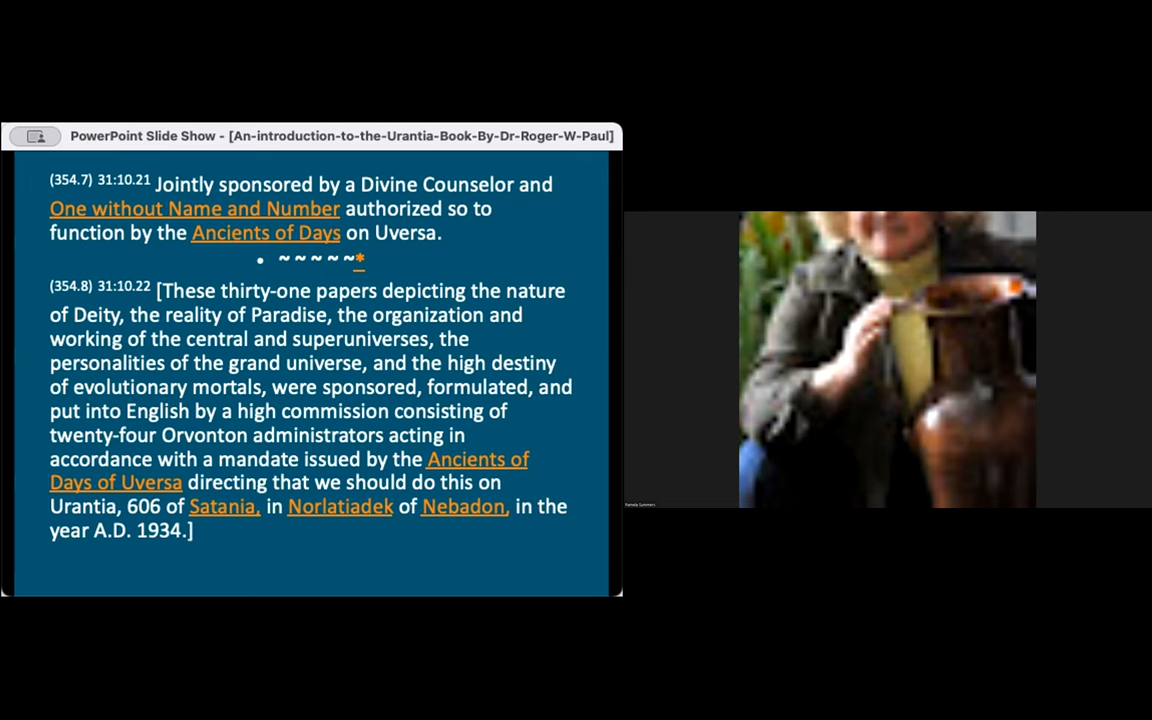 PowerPoint Slide Show - [An-introduction-to-the-Urantia-Book-By-Dr-Roger-W-Paul]
(354.7) 31:10.21 Jointly sponsored by a Divine Counselor and
One without Name and Number authorized so to
function by the Ancients of Days on Uversa.
• ~ ~ ~ ~ ~*
(354.8) 31:10.22 [These thirty-one papers depicting the nature
of Deity, the reality of Paradise, the organization and
working of the central and superuniverses, the
personalities of the grand universe, and the high destiny
of evolutionary mortals, were sponsored, formulated, and
put into English by a high commission consisting of
twenty-four Orvonton administrators acting in
accordance with a mandate issued by the Ancients of
Days of Uversa directing that we should do this on
Urantia, 606 of Satania, in Norlatiadek of Nebadon, in the
year A.D. 1934.]
Pamela Summers